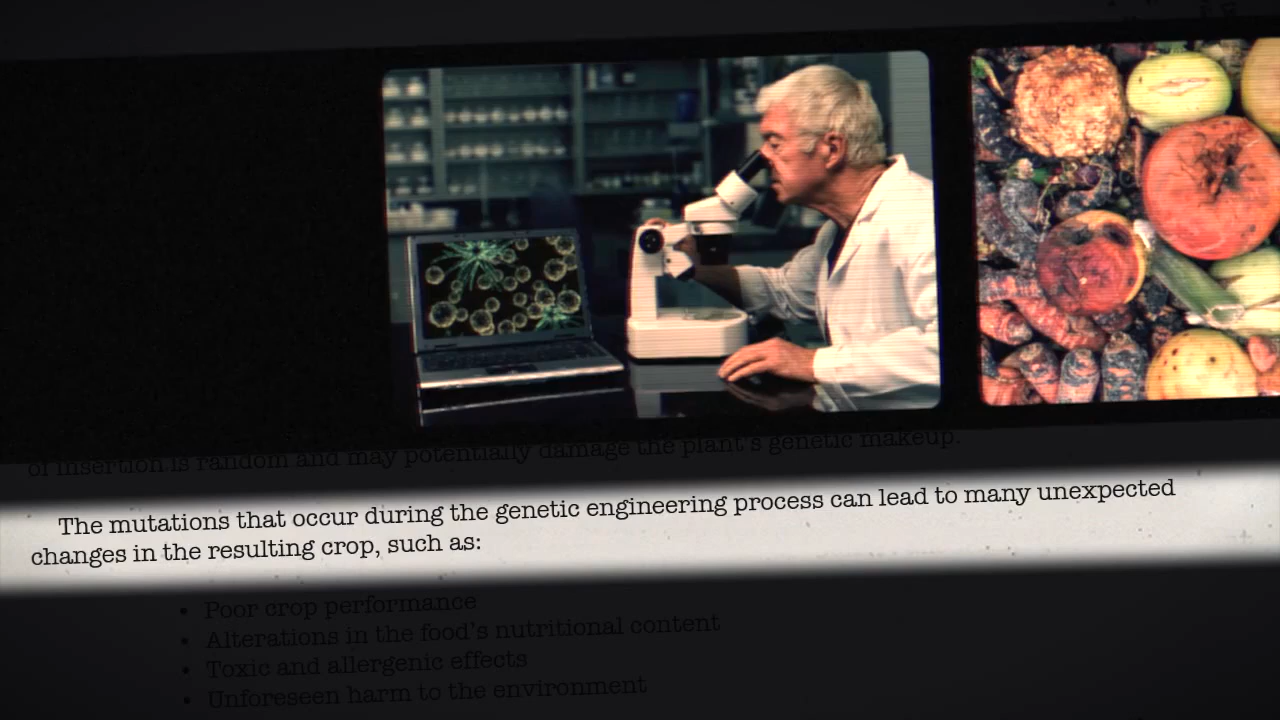 of insertion is random and may potentially damage the plant's genetic makeup.
The mutations that occur during the genetic engineering process can lead to many unexpected
changes in the resulting crop, such as:
• Poor crop performance
• Alterations in the food's nutritional content
• Toxic and allergenic effects
• Unforeseen harm to the environment